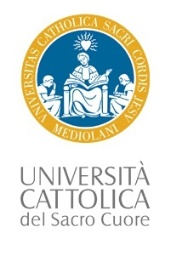 UNIVERSITAS CATHOLICA SACRI CORDIS IESU
MEDIOLANI
UNIVERSITÀ
CATTOLICA
del Sacro Cuore